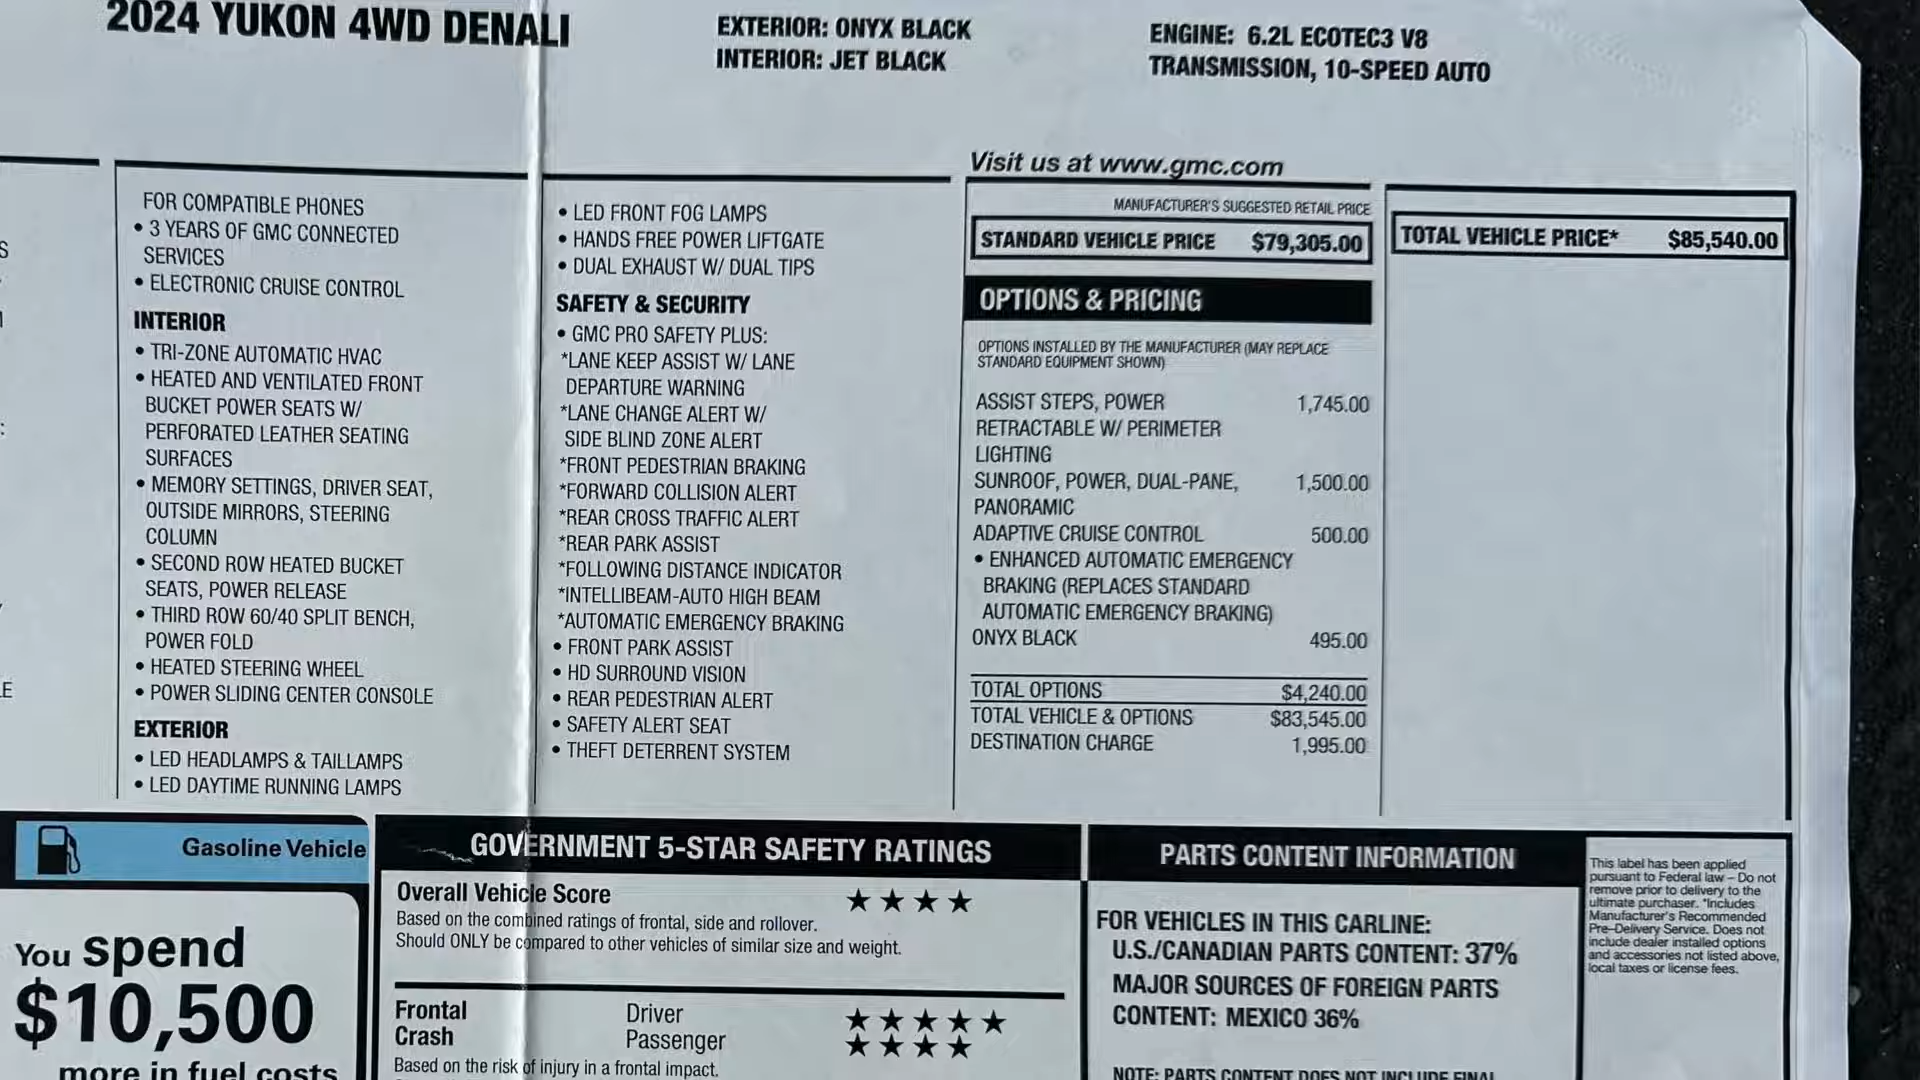 2024 YUKON 4WD DENALI
EXTERIOR: ONYX BLACK
INTERIOR: JET BLACK
ENGINE: 6.2L ECOTEC3 V8
TRANSMISSION, 10-SPEED AUTO
FOR COMPATIBLE PHONES
• 3 YEARS OF GMC CONNECTED
SERVICES
• ELECTRONIC CRUISE CONTROL
INTERIOR
• TRI-ZONE AUTOMATIC HVAC
• HEATED AND VENTILATED FRONT
BUCKET POWER SEATS W/
PERFORATED LEATHER SEATING
SURFACES
• MEMORY SETTINGS, DRIVER SEAT,
OUTSIDE MIRRORS, STEERING
COLUMN
• SECOND ROW HEATED BUCKET
SEATS, POWER RELEASE
• THIRD ROW 60/40 SPLIT BENCH,
POWER FOLD
• HEATED STEERING WHEEL
• POWER SLIDING CENTER CONSOLE
EXTERIOR
• LED HEADLAMPS & TAILLAMPS
• LED DAYTIME RUNNING LAMPS
• LED FRONT FOG LAMPS
• HANDS FREE POWER LIFTGATE
• DUAL EXHAUST W/ DUAL TIPS
SAFETY & SECURITY
• GMC PRO SAFETY PLUS:
*LANE KEEP ASSIST W/ LANE
DEPARTURE WARNING
*LANE CHANGE ALERT W/
SIDE BLIND ZONE ALERT
*FRONT PEDESTRIAN BRAKING
*FORWARD COLLISION ALERT
*REAR CROSS TRAFFIC ALERT
*REAR PARK ASSIST
*FOLLOWING DISTANCE INDICATOR
*INTELLIBEAM-AUTO HIGH BEAM
*AUTOMATIC EMERGENCY BRAKING
• FRONT PARK ASSIST
• HD SURROUND VISION
• REAR PEDESTRIAN ALERT
• SAFETY ALERT SEAT
• THEFT DETERRENT SYSTEM
Visit us at www.gmc.com
MANUFACTURER'S SUGGESTED RETAIL PRICE
STANDARD VEHICLE PRICE $79,305.00
OPTIONS & PRICING
OPTIONS INSTALLED BY THE MANUFACTURER (MAY REPLACE
STANDARD EQUIPMENT SHOWN)
ASSIST STEPS, POWER 1,745.00
RETRACTABLE W/ PERIMETER
LIGHTING
SUNROOF, POWER, DUAL-PANE, 1,500.00
PANORAMIC
ADAPTIVE CRUISE CONTROL 500.00
• ENHANCED AUTOMATIC EMERGENCY
BRAKING (REPLACES STANDARD
AUTOMATIC EMERGENCY BRAKING)
ONYX BLACK 495.00
TOTAL OPTIONS $4,240.00
TOTAL VEHICLE & OPTIONS $83,545.00
DESTINATION CHARGE 1,995.00
TOTAL VEHICLE PRICE* $85,540.00
Gasoline Vehicle
You spend
$10,500
more in fuel costs
GOVERNMENT 5-STAR SAFETY RATINGS
Overall Vehicle Score ★★★★
Based on the combined ratings of frontal, side and rollover.
Should ONLY be compared to other vehicles of similar size and weight.
Frontal Driver ★★★★★
Crash Passenger ★★★★
Based on the risk of injury in a frontal impact.
PARTS CONTENT INFORMATION
FOR VEHICLES IN THIS CARLINE:
U.S./CANADIAN PARTS CONTENT: 37%
MAJOR SOURCES OF FOREIGN PARTS
CONTENT: MEXICO 36%
NOTE: PARTS CONTENT DOES NOT INCLUDE FINAL
This label has been applied
pursuant to Federal law – Do not
remove prior to delivery to the
ultimate purchaser. *Includes
Manufacturer's Recommended
Pre-Delivery Service. Does not
include dealer installed options
and accessories not listed above,
local taxes or license fees.